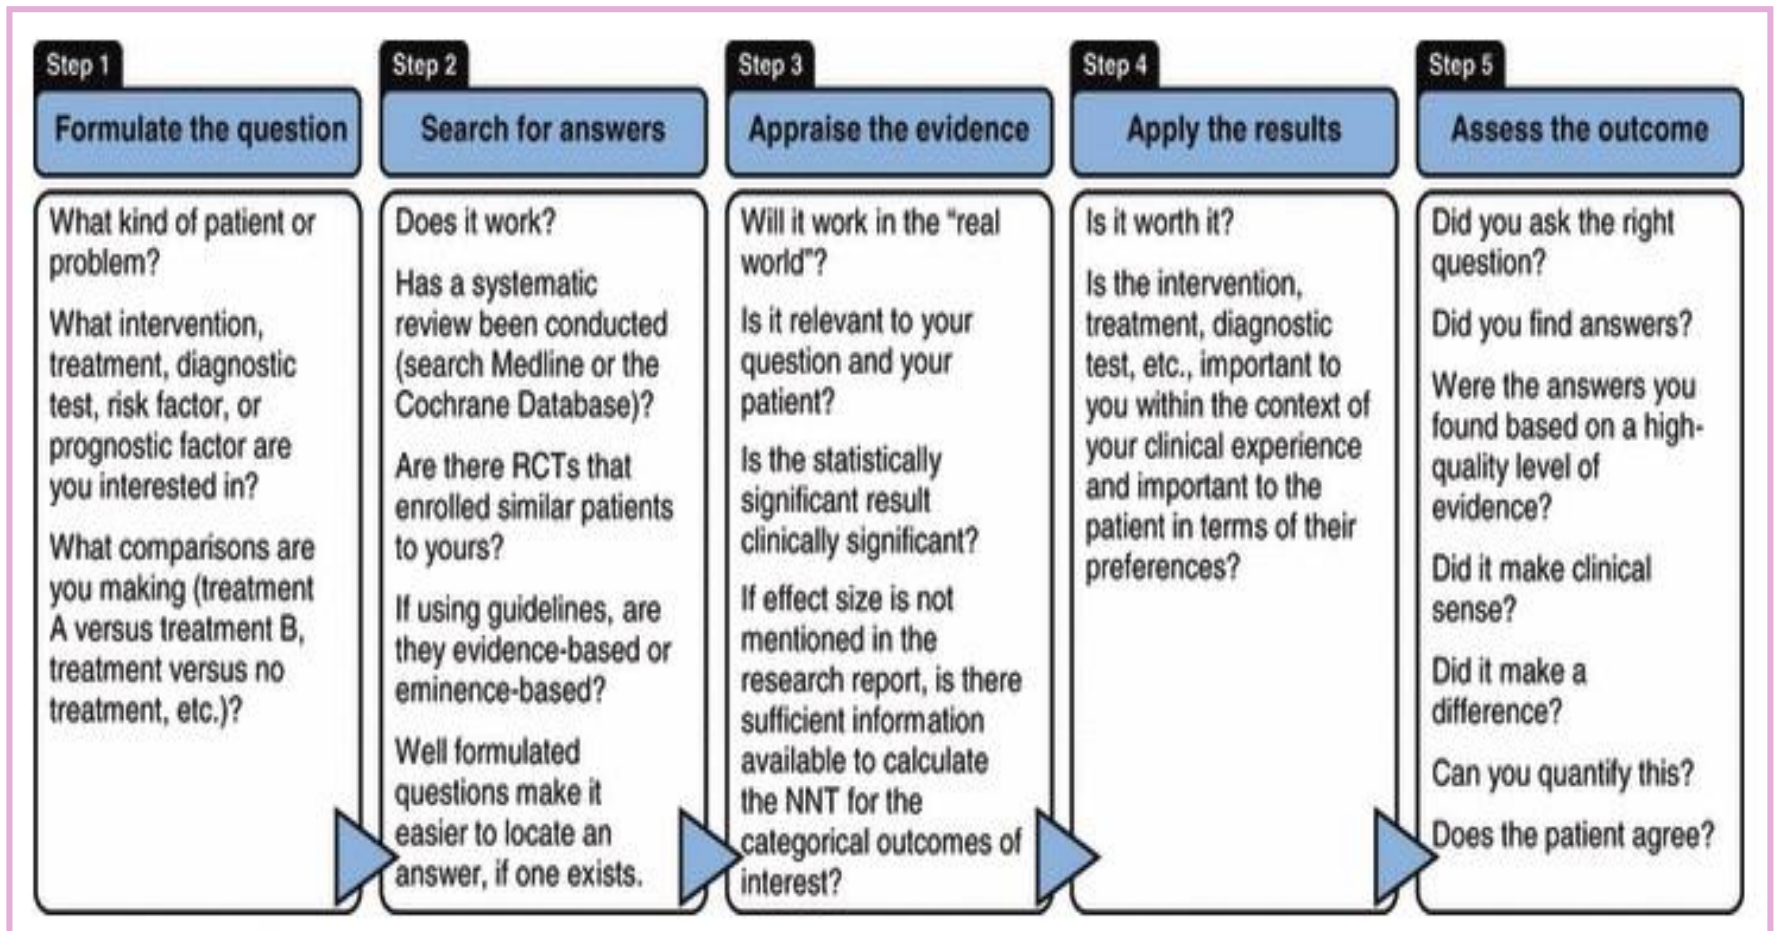 Step 1
Formulate the question
What kind of patient or
problem?
What intervention,
treatment, diagnostic
test, risk factor, or
prognostic factor are
you interested in?
What comparisons are
you making (treatment
A versus treatment B,
treatment versus no
treatment, etc.)?
Step 2
Search for answers
Does it work?
Has a systematic
review been conducted
(search Medline or the
Cochrane Database)?
Are there RCTs that
enrolled similar patients
to yours?
If using guidelines, are
they evidence-based or
eminence-based?
Well formulated
questions make it
easier to locate an
answer, if one exists.
Step 3
Appraise the evidence
Will it work in the “real
world”?
Is it relevant to your
question and your
patient?
Is the statistically
significant result
clinically significant?
If effect size is not
mentioned in the
research report, is there
sufficient information
available to calculate
the NNT for the
categorical outcomes of
interest?
Step 4
Apply the results
Is it worth it?
Is the intervention,
treatment, diagnostic
test, etc., important to
you within the context of
your clinical experience
and important to the
patient in terms of their
preferences?
Step 5
Assess the outcome
Did you ask the right
question?
Did you find answers?
Were the answers you
found based on a high-
quality level of
evidence?
Did it make clinical
sense?
Did it make a
difference?
Can you quantify this?
Does the patient agree?